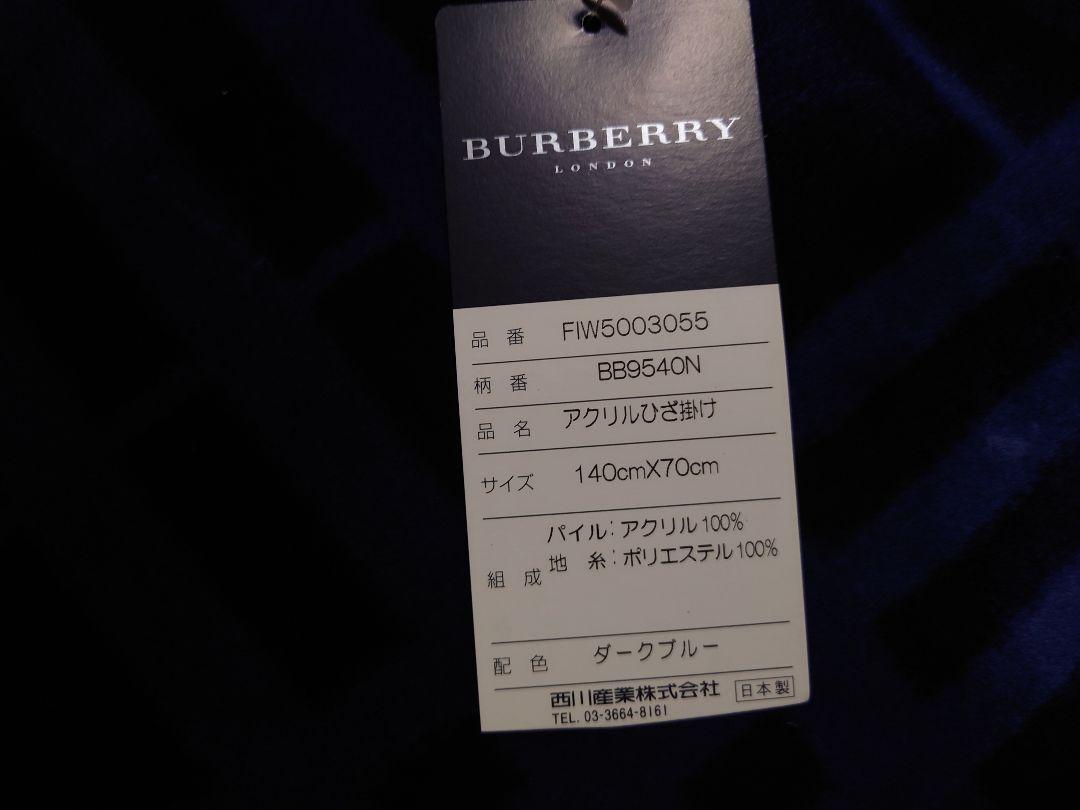 BURBERRY
LONDON
品番 FIW5003055
柄番 BB9540N
品名 アクリルひざ掛け
サイズ 140cmX70cm
組成 パイル:アクリル100%
地糸:ポリエステル100%
配色 ダークブルー
西川産業株式会社 日本製
TEL. 03-3664-8161